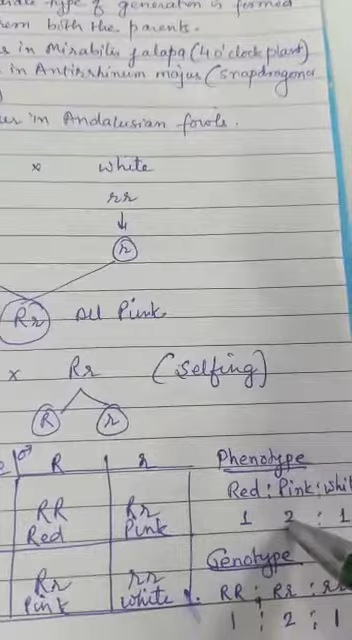 type of generation is formed
both the parents.
in Mirabilis jalapa (4 o'clock plant)
in Antirrhinum majus (snapdragon
in Andalusian fowls.
x white
rr
r
Rr All Pink
x Rr (Selfing)
R r
♂ R r
RR Rr
Red Pink
Rr rr
Pink white
Phenotype
Red : Pink : whit
1 2 : 1
Genotype
RR : Rr : rr
1 : 2 : 1